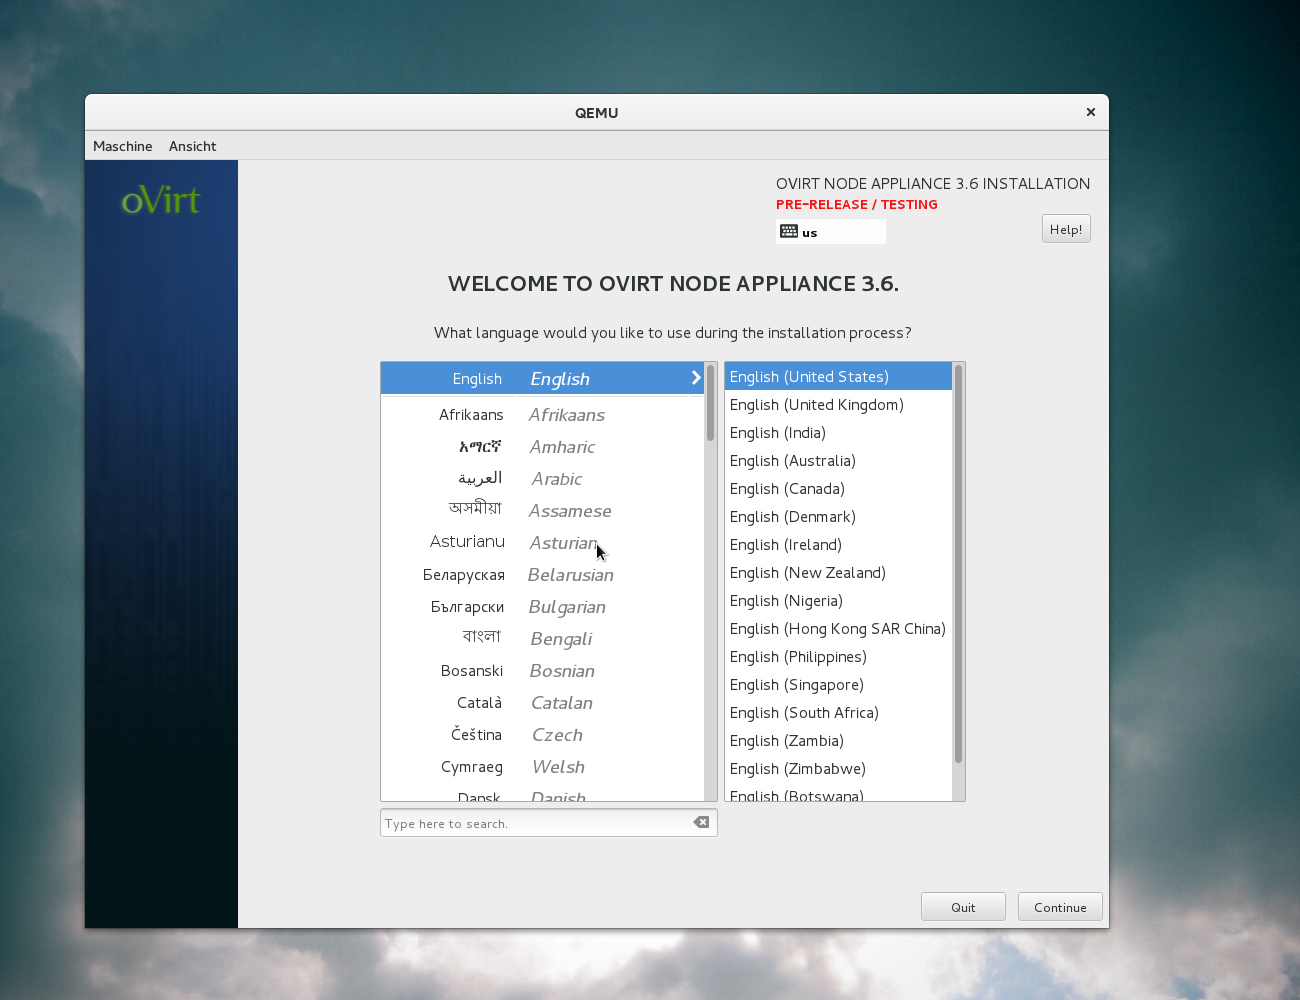 QEMU
Maschine Ansicht
oVirt
OVIRT NODE APPLIANCE 3.6 INSTALLATION
PRE-RELEASE / TESTING
us
Help!
WELCOME TO OVIRT NODE APPLIANCE 3.6.
What language would you like to use during the installation process?
English English
Afrikaans Afrikaans
አማርኛ Amharic
العربية Arabic
অসমীয়া Assamese
Asturianu Asturian
Беларуская Belarusian
Български Bulgarian
বাংলা Bengali
Bosanski Bosnian
Català Catalan
Čeština Czech
Cymraeg Welsh
Dansk Danish
Type here to search.
English (United States)
English (United Kingdom)
English (India)
English (Australia)
English (Canada)
English (Denmark)
English (Ireland)
English (New Zealand)
English (Nigeria)
English (Hong Kong SAR China)
English (Philippines)
English (Singapore)
English (South Africa)
English (Zambia)
English (Zimbabwe)
English (Botswana)
Quit Continue